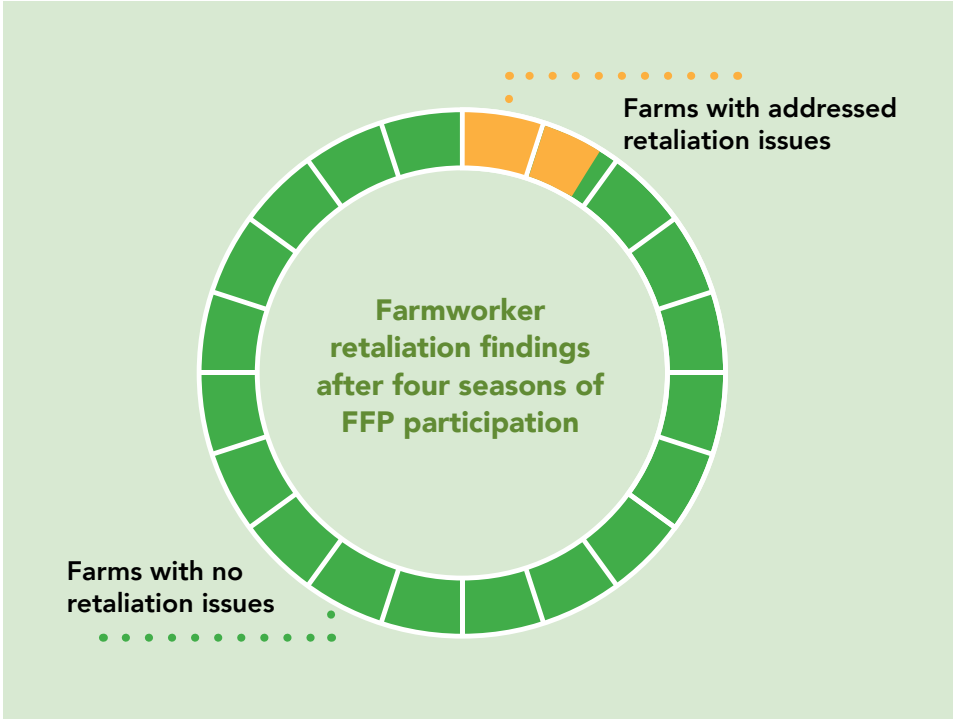 Farms with addressed
retaliation issues
Farmworker
retaliation findings
after four seasons of
FFP participation
Farms with no
retaliation issues